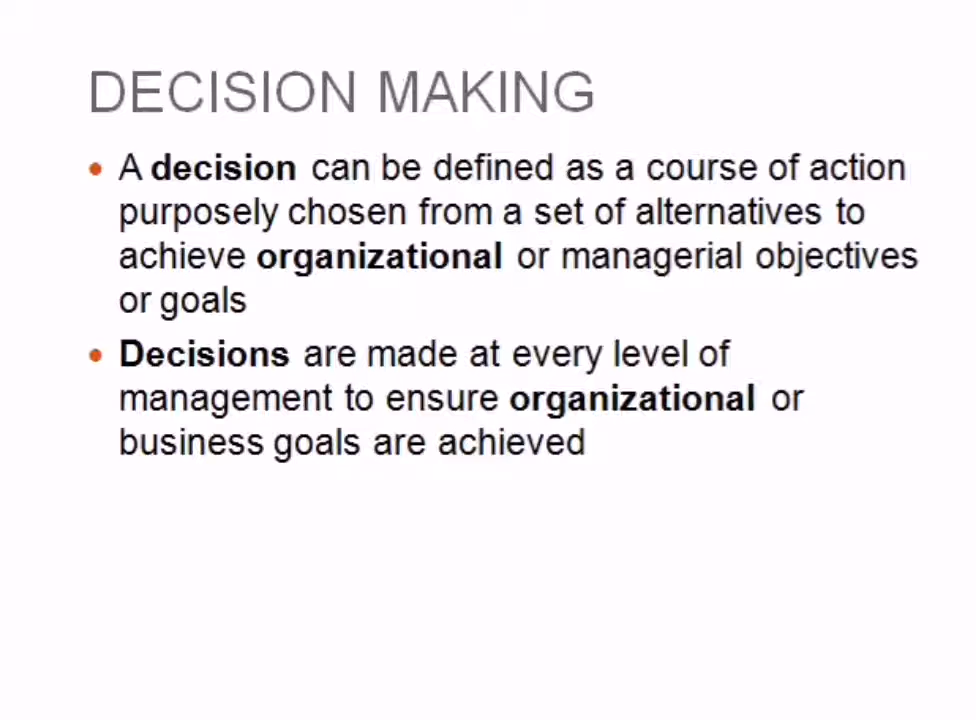 DECISION MAKING
• A decision can be defined as a course of action
purposely chosen from a set of alternatives to
achieve organizational or managerial objectives
or goals
• Decisions are made at every level of
management to ensure organizational or
business goals are achieved